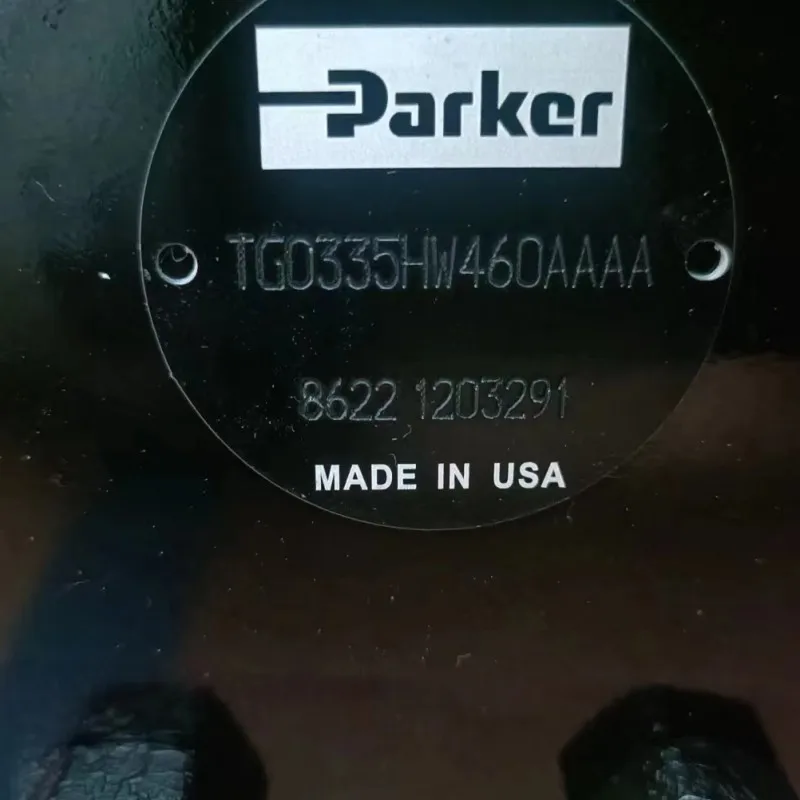 Parker
TG0335HW460AAAA
8622 1203291
MADE IN USA